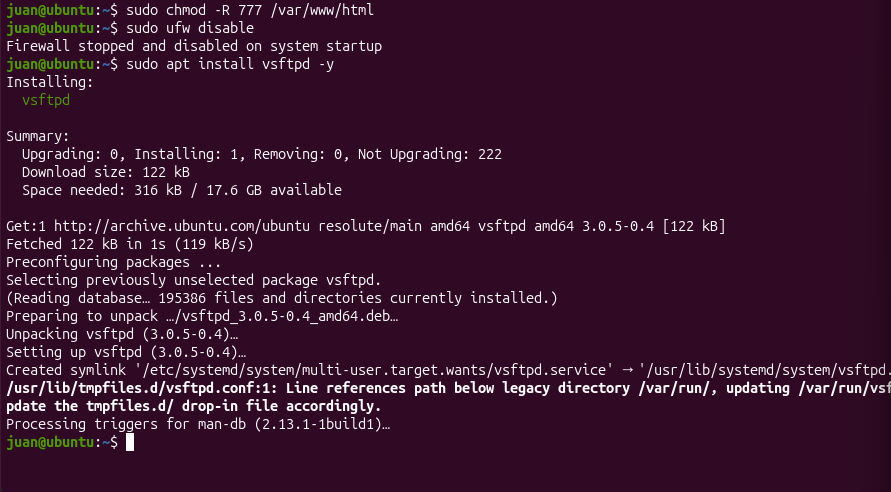 juan@ubuntu:~$ sudo chmod -R 777 /var/www/html
juan@ubuntu:~$ sudo ufw disable
Firewall stopped and disabled on system startup
juan@ubuntu:~$ sudo apt install vsftpd -y
Installing:
  vsftpd

Summary:
  Upgrading: 0, Installing: 1, Removing: 0, Not Upgrading: 222
  Download size: 122 kB
  Space needed: 316 kB / 17.6 GB available

Get:1 http://archive.ubuntu.com/ubuntu resolute/main amd64 vsftpd amd64 3.0.5-0.4 [122 kB]
Fetched 122 kB in 1s (119 kB/s)
Preconfiguring packages ...
Selecting previously unselected package vsftpd.
(Reading database… 195386 files and directories currently installed.)
Preparing to unpack …/vsftpd_3.0.5-0.4_amd64.deb…
Unpacking vsftpd (3.0.5-0.4)…
Setting up vsftpd (3.0.5-0.4)…
Created symlink '/etc/systemd/system/multi-user.target.wants/vsftpd.service' → '/usr/lib/systemd/system/vsftpd.
/usr/lib/tmpfiles.d/vsftpd.conf:1: Line references path below legacy directory /var/run/, updating /var/run/vsf
pdate the tmpfiles.d/ drop-in file accordingly.
Processing triggers for man-db (2.13.1-1build1)…
juan@ubuntu:~$